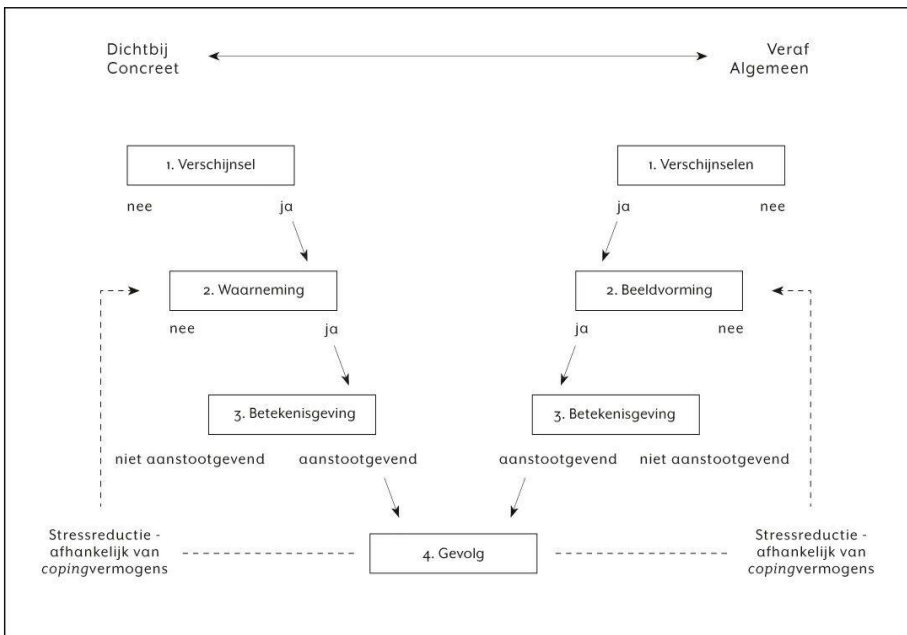 Dichtbij
Concreet
Veraf
Algemeen
1. Verschijnsel
1. Verschijnselen
nee ja
ja nee
2. Waarneming
2. Beeldvorming
nee ja
ja nee
3. Betekenisgeving
3. Betekenisgeving
niet aanstootgevend aanstootgevend
aanstootgevend niet aanstootgevend
Stressreductie -
afhankelijk van
copingvermogens
4. Gevolg
Stressreductie -
afhankelijk van
copingvermogens